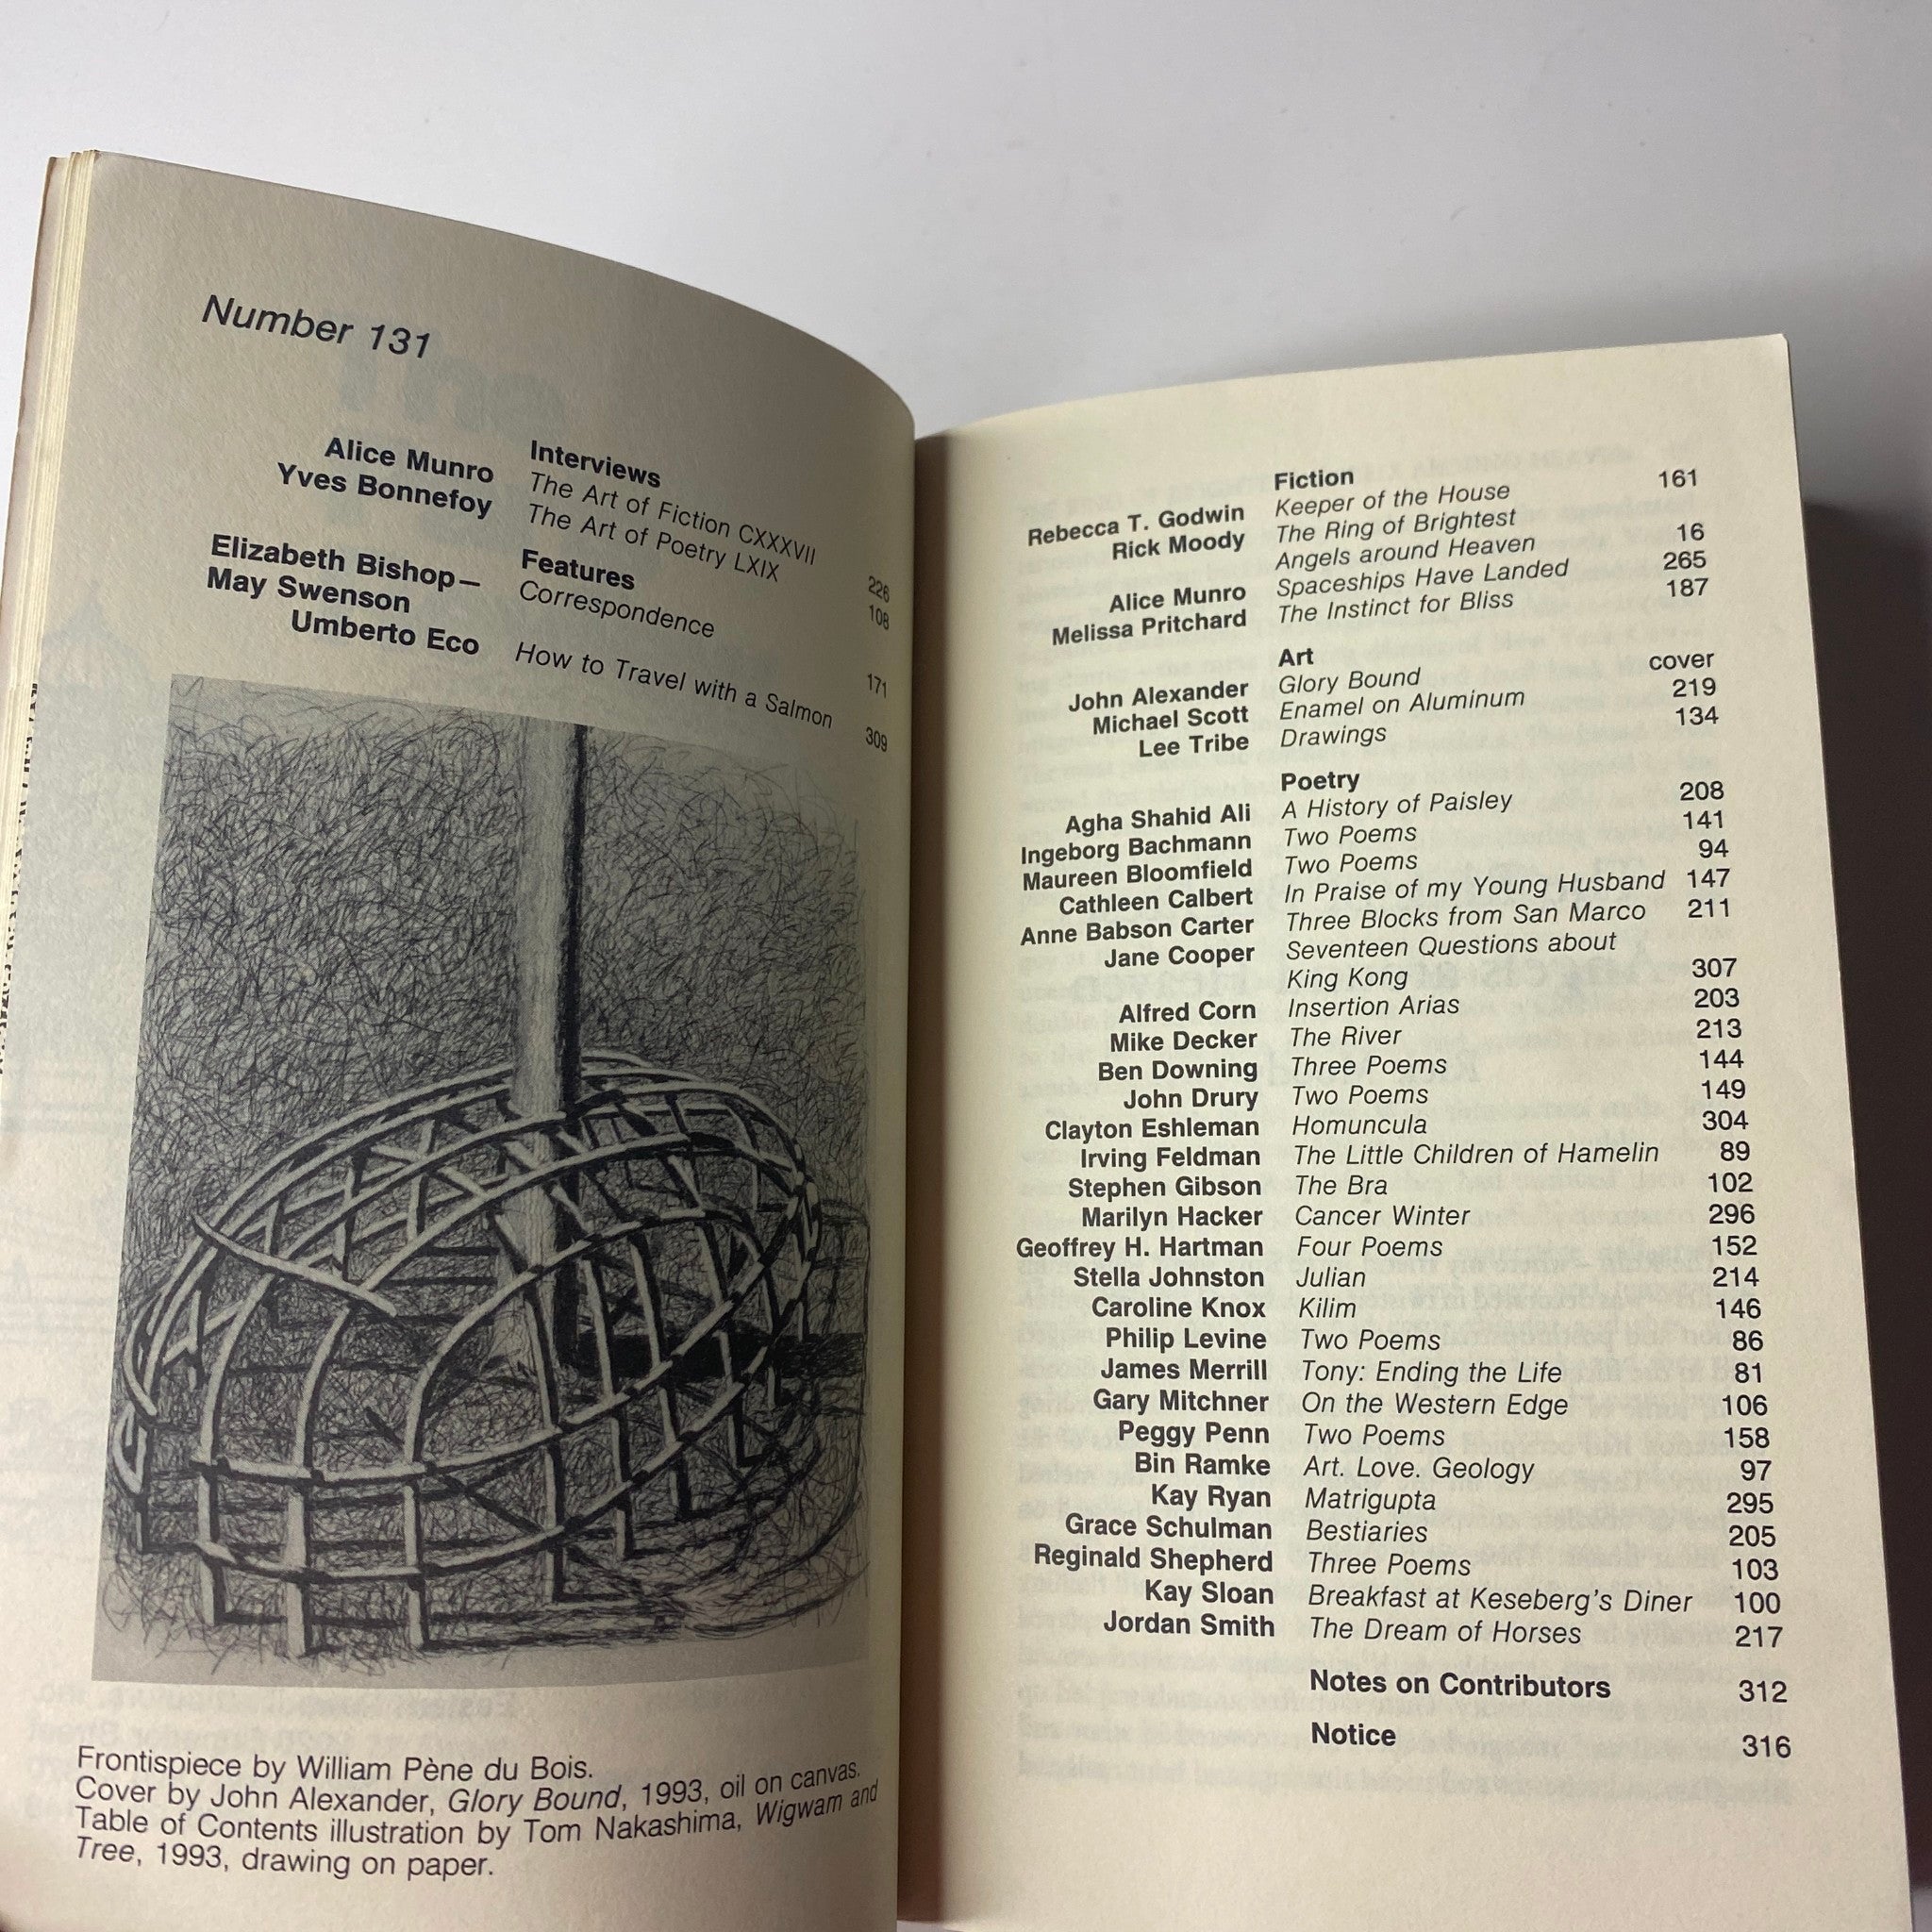 Number 131
Interviews
Alice Munro The Art of Fiction CXXXVII 226
Yves Bonnefoy The Art of Poetry LXIX 108
Features
Elizabeth Bishop— Correspondence
May Swenson 171
Umberto Eco How to Travel with a Salmon 309
Frontispiece by William Pène du Bois.
Cover by John Alexander, Glory Bound, 1993, oil on canvas.
Table of Contents illustration by Tom Nakashima, Wigwam and
Tree, 1993, drawing on paper.
Fiction
Rebecca T. Godwin Keeper of the House 161
Rick Moody The Ring of Brightest
Angels around Heaven 16
Alice Munro Spaceships Have Landed 265
Melissa Pritchard The Instinct for Bliss 187
Art
John Alexander Glory Bound cover
Michael Scott Enamel on Aluminum 219
Lee Tribe Drawings 134
Poetry
Agha Shahid Ali A History of Paisley 208
Ingeborg Bachmann Two Poems 141
Maureen Bloomfield Two Poems 94
Cathleen Calbert In Praise of my Young Husband 147
Anne Babson Carter Three Blocks from San Marco 211
Jane Cooper Seventeen Questions about
King Kong 307
Alfred Corn Insertion Arias 203
Mike Decker The River 213
Ben Downing Three Poems 144
John Drury Two Poems 149
Clayton Eshleman Homuncula 304
Irving Feldman The Little Children of Hamelin 89
Stephen Gibson The Bra 102
Marilyn Hacker Cancer Winter 296
Geoffrey H. Hartman Four Poems 152
Stella Johnston Julian 214
Caroline Knox Kilim 146
Philip Levine Two Poems 86
James Merrill Tony: Ending the Life 81
Gary Mitchner On the Western Edge 106
Peggy Penn Two Poems 158
Bin Ramke Art. Love. Geology 97
Kay Ryan Matrigupta 295
Grace Schulman Bestiaries 205
Reginald Shepherd Three Poems 103
Kay Sloan Breakfast at Keseberg's Diner 100
Jordan Smith The Dream of Horses 217
Notes on Contributors 312
Notice 316